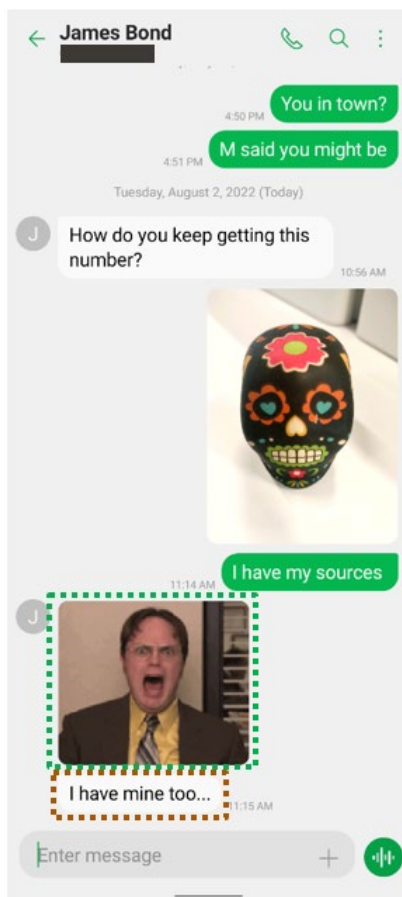 James Bond
You in town?
4:50 PM
M said you might be
4:51 PM
Tuesday, August 2, 2022 (Today)
J
How do you keep getting this
number?
10:56 AM
I have my sources
11:14 AM
J
I have mine too...
11:15 AM
Enter message